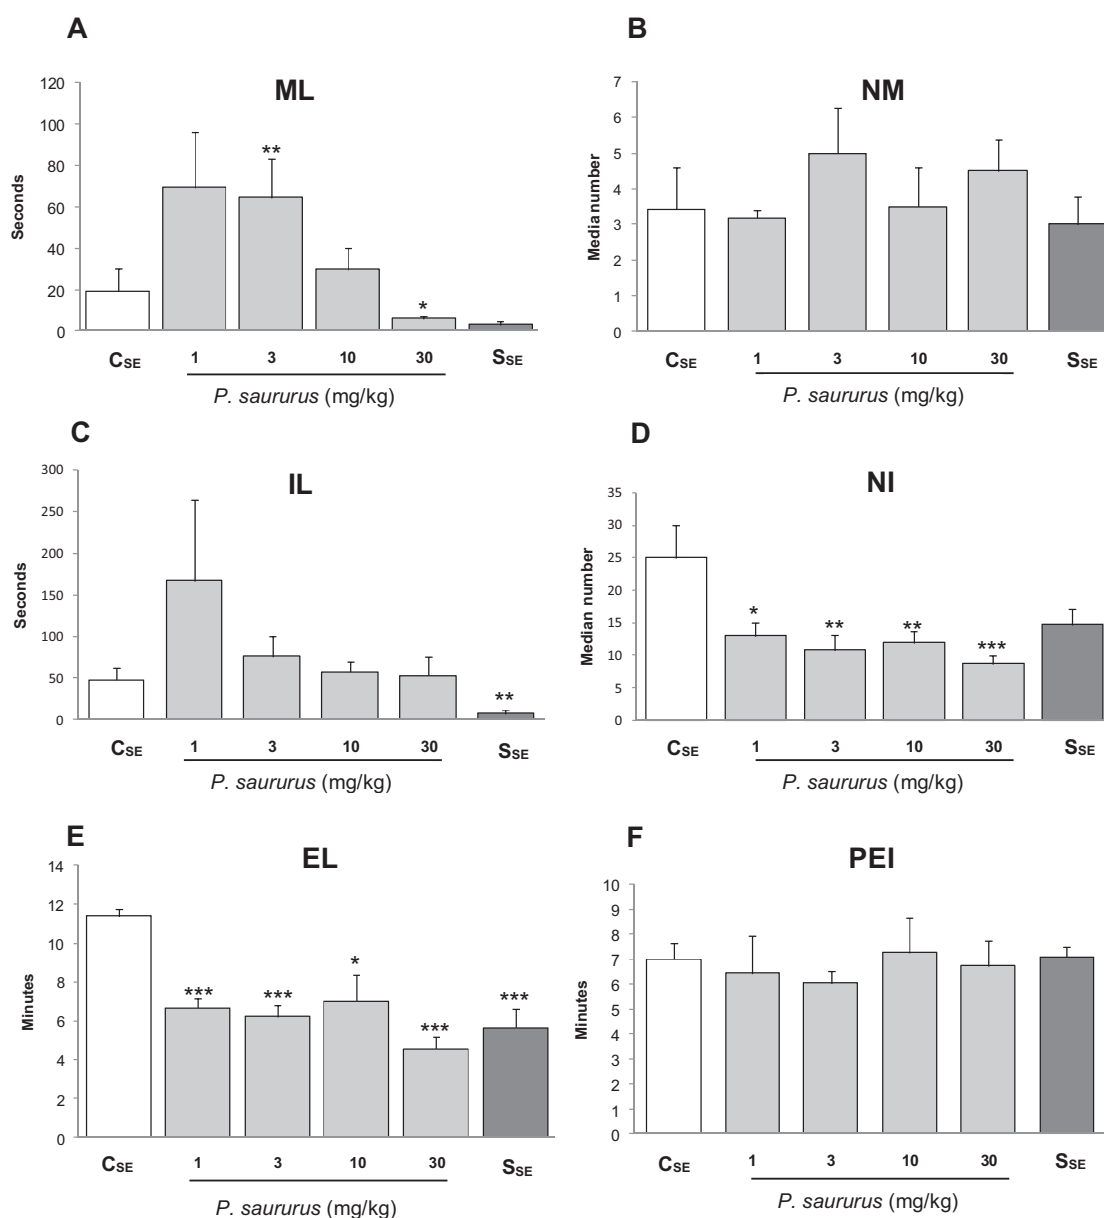 A
ML
120
100
80
60
40
20
0
Seconds
**
*
CSE 1 3 10 30 SSE
P. saururus (mg/kg)
B
NM
7
6
5
4
3
2
1
0
Median number
CSE 1 3 10 30 SSE
P. saururus (mg/kg)
C
IL
300
250
200
150
100
50
0
Seconds
**
CSE 1 3 10 30 SSE
P. saururus (mg/kg)
D
NI
35
30
25
20
15
10
5
0
Median number
* ** ** ***
CSE 1 3 10 30 SSE
P. saururus (mg/kg)
E
EL
14
12
10
8
6
4
2
0
Minutes
*** *** * *** ***
CSE 1 3 10 30 SSE
P. saururus (mg/kg)
F
PEI
10
9
8
7
6
5
4
3
2
1
0
Minutes
CSE 1 3 10 30 SSE
P. saururus (mg/kg)